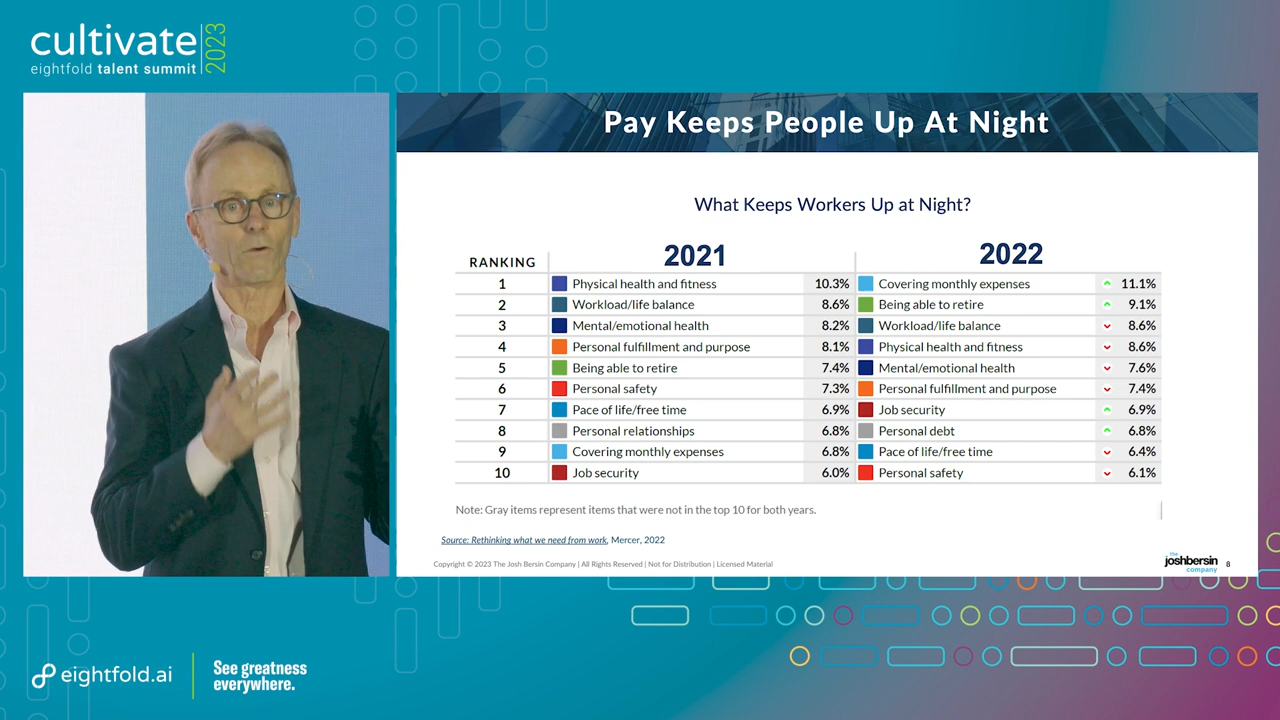 cultivate 2023
eightfold talent summit
Pay Keeps People Up At Night
What Keeps Workers Up at Night?
RANKING 2021 2022
1 Physical health and fitness 10.3% Covering monthly expenses 11.1%
2 Workload/life balance 8.6% Being able to retire 9.1%
3 Mental/emotional health 8.2% Workload/life balance 8.6%
4 Personal fulfillment and purpose 8.1% Physical health and fitness 8.6%
5 Being able to retire 7.4% Mental/emotional health 7.6%
6 Personal safety 7.3% Personal fulfillment and purpose 7.4%
7 Pace of life/free time 6.9% Job security 6.9%
8 Personal relationships 6.8% Personal debt 6.8%
9 Covering monthly expenses 6.8% Pace of life/free time 6.4%
10 Job security 6.0% Personal safety 6.1%
Note: Gray items represent items that were not in the top 10 for both years.
Source: Rethinking what we need from work, Mercer, 2022
Copyright © 2023 The Josh Bersin Company | All Rights Reserved | Not for Distribution | Licensed Material
the
joshbersin
company
8
eightfold.ai
See greatness
everywhere.